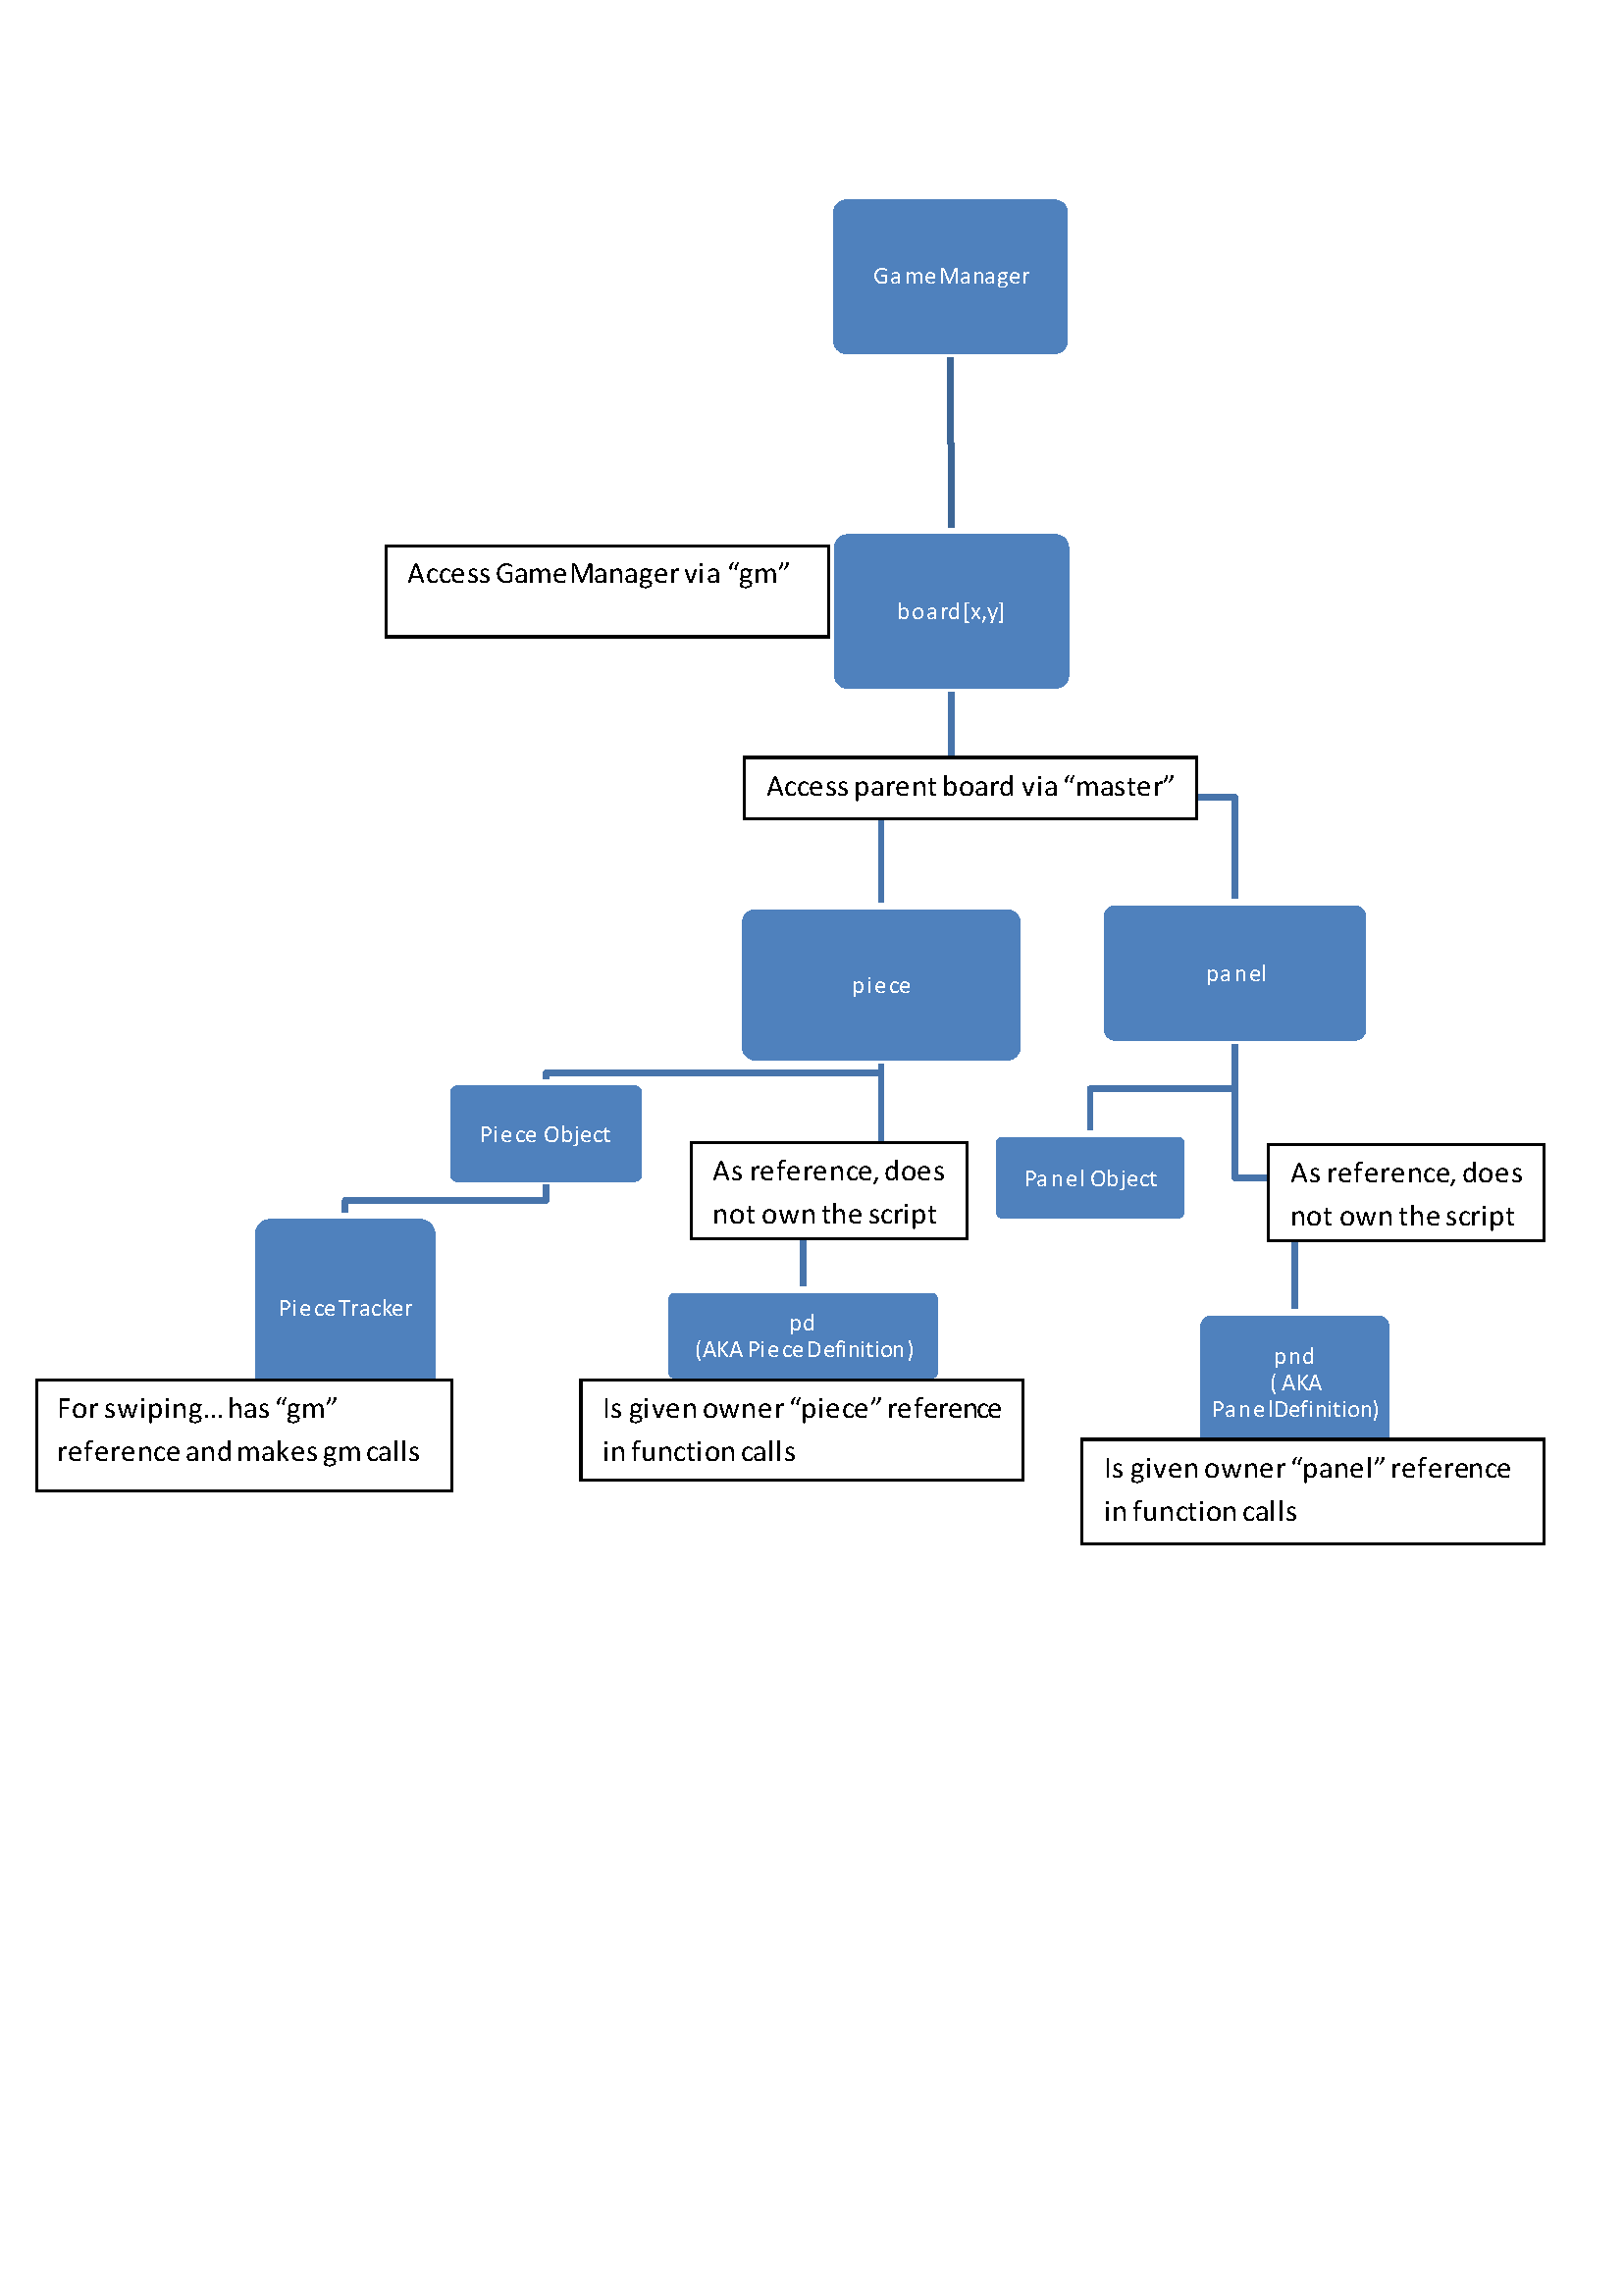 GameManager
Access GameManager via “gm”
board[x,y]
Access parent board via “master”
piece
panel
Piece Object
As reference, does
not own the script
Panel Object
As reference, does
not own the script
PieceTracker
pd
(AKA PieceDefinition)
pnd
( AKA
PanelDefinition)
For swiping... has “gm”
reference and makes gm calls
Is given owner “piece” reference
in function calls
Is given owner “panel” reference
in function calls